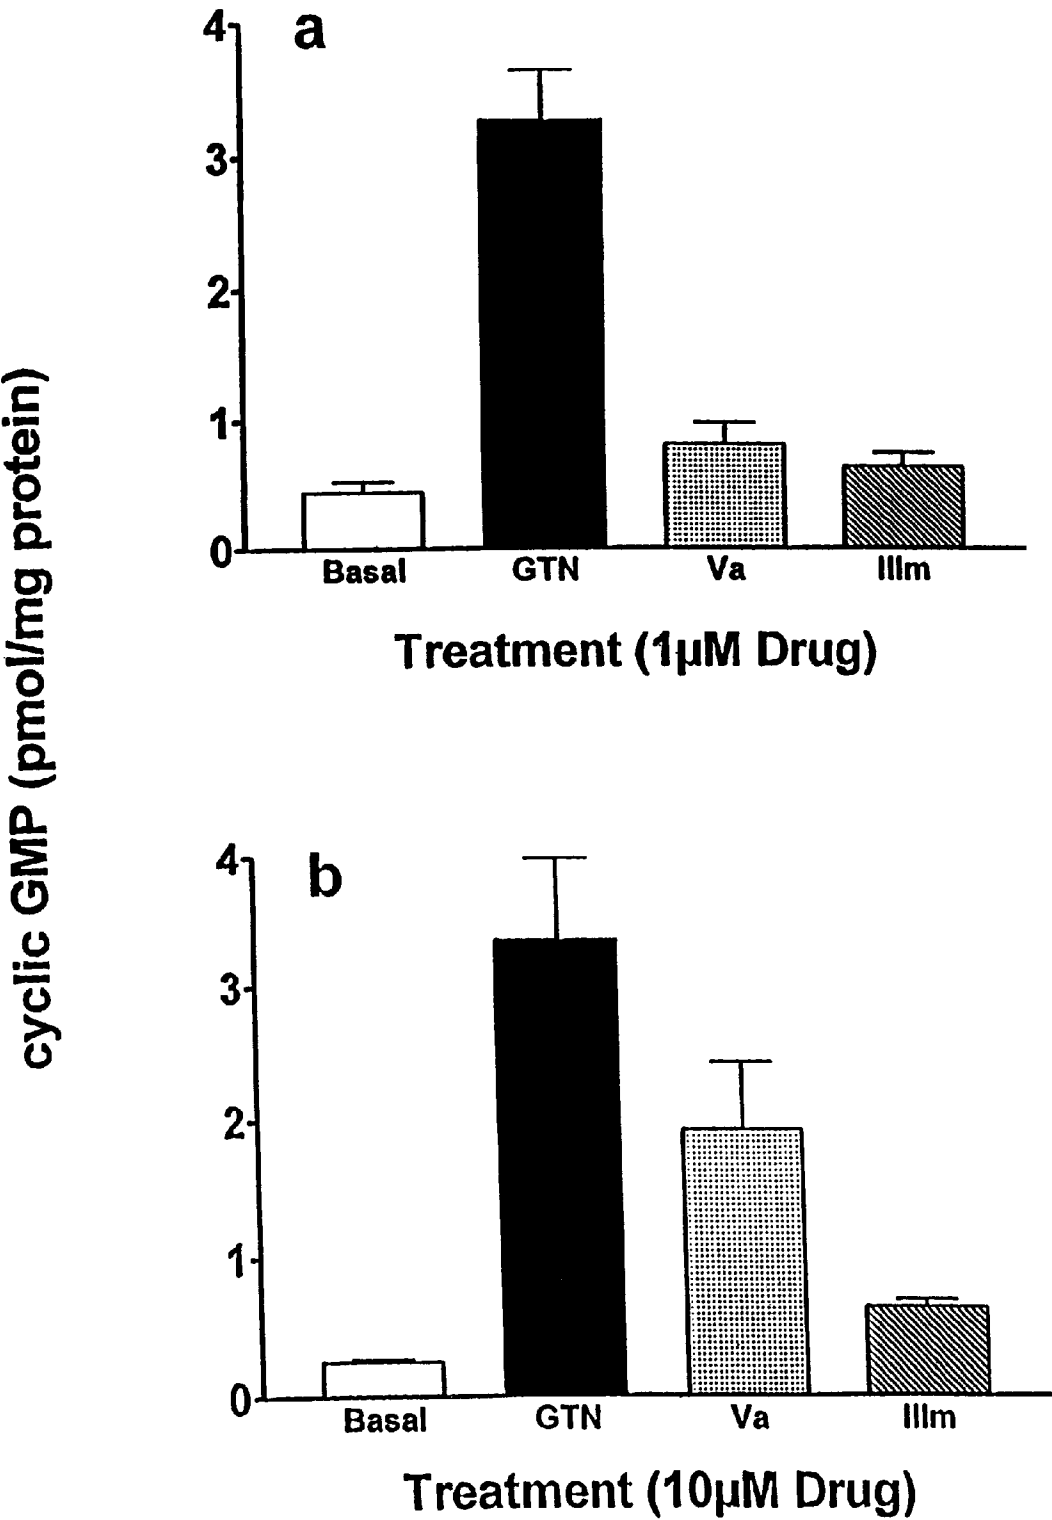 cyclic GMP (pmol/mg protein)
a
4
3
2
1
0
Basal GTN Va IIIm
Treatment (1µM Drug)
b
4
3
2
1
0
Basal GTN Va IIIm
Treatment (10µM Drug)